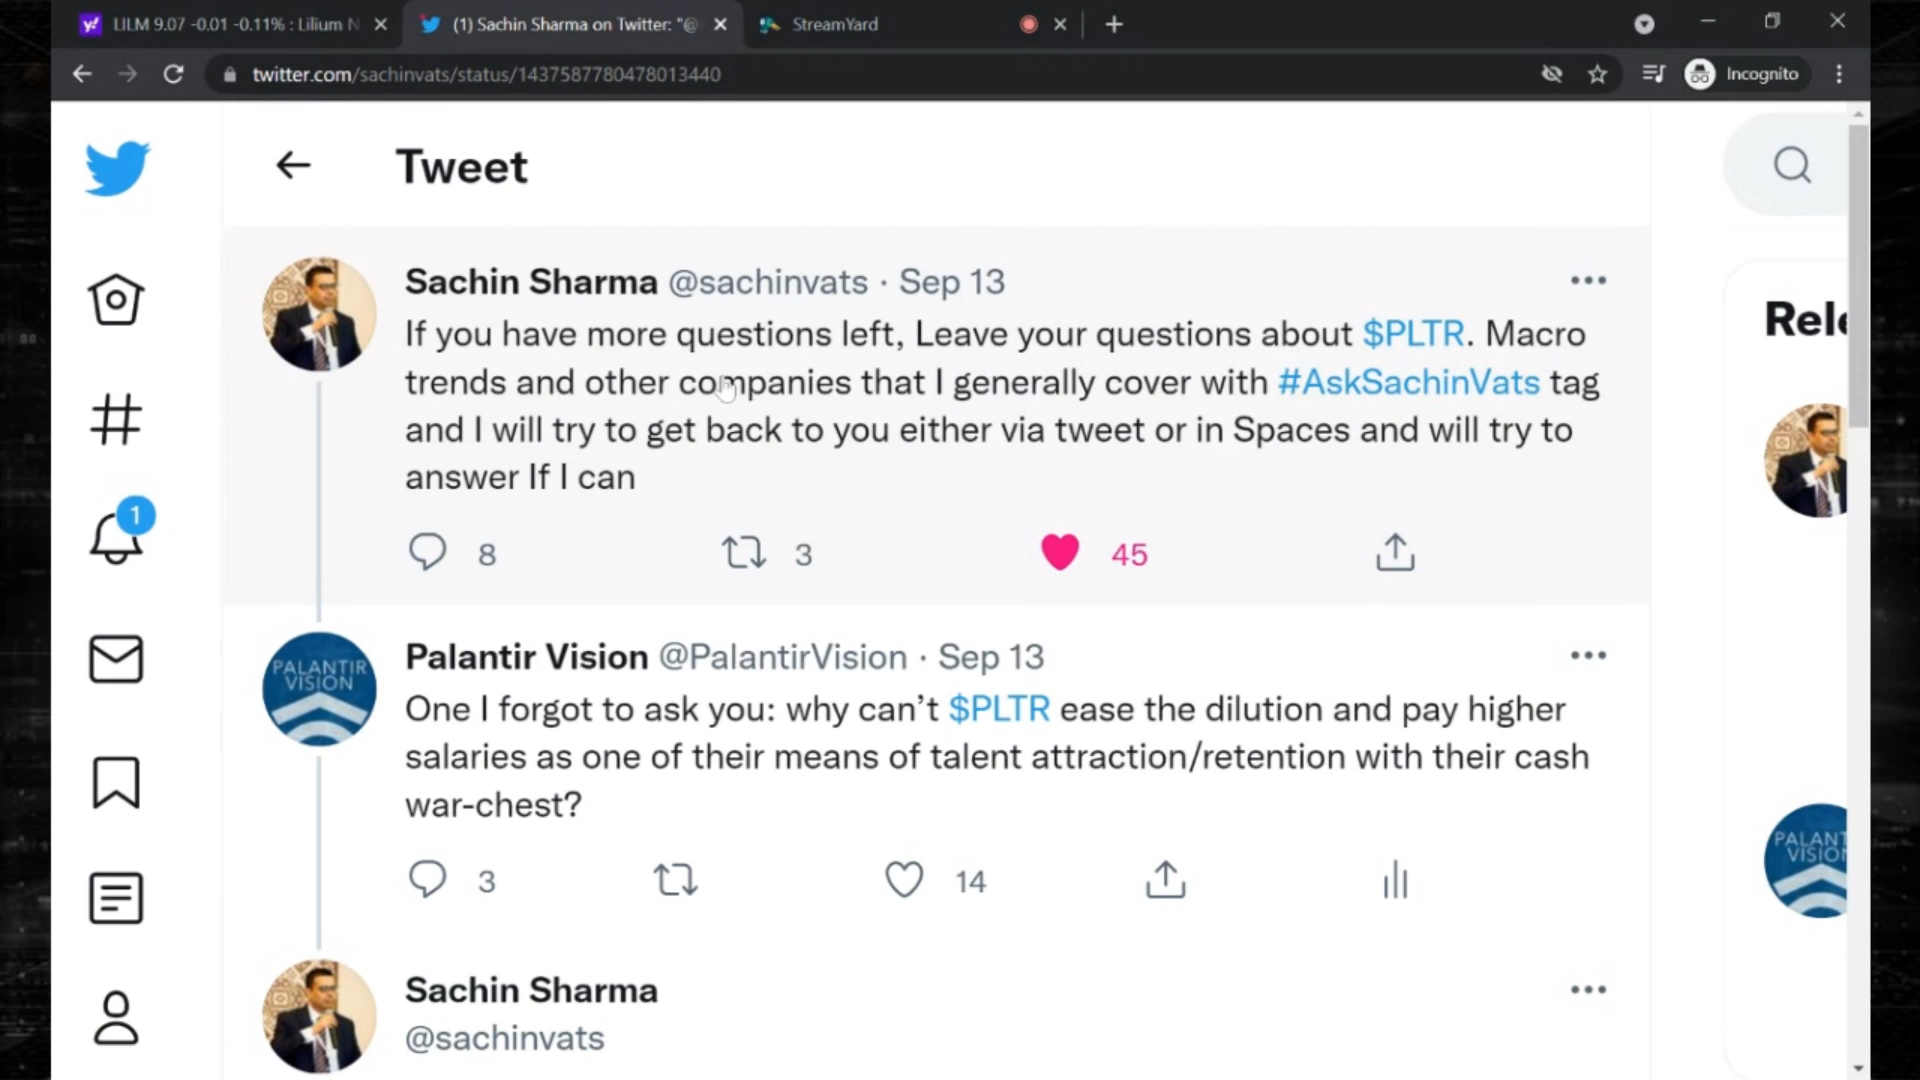 LILM 9.07 -0.01 -0.11% : Lilium N
(1) Sachin Sharma on Twitter: "@
StreamYard
twitter.com/sachinvats/status/1437587780478013440
Incognito
Tweet
Sachin Sharma @sachinvats · Sep 13
If you have more questions left, Leave your questions about $PLTR. Macro
trends and other companies that I generally cover with #AskSachinVats tag
and I will try to get back to you either via tweet or in Spaces and will try to
answer If I can
8 3 45
1
Rele
PALANTIR
VISION
Palantir Vision @PalantirVision · Sep 13
One I forgot to ask you: why can't $PLTR ease the dilution and pay higher
salaries as one of their means of talent attraction/retention with their cash
war-chest?
3 14
PALANT
VISIO
Sachin Sharma
@sachinvats